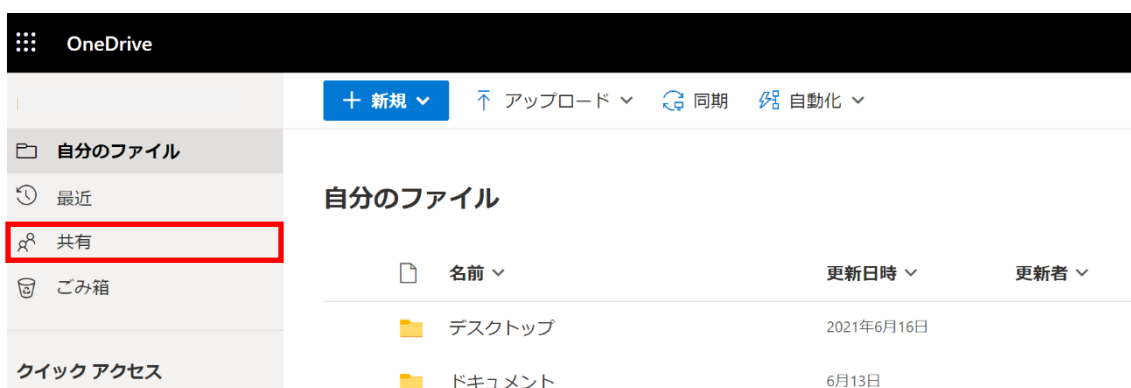 OneDrive
新規 アップロード 同期 自動化
自分のファイル
最近
共有
ごみ箱
クイック アクセス
自分のファイル
名前 更新日時 更新者
デスクトップ 2021年6月16日
ドキュメント 6月13日